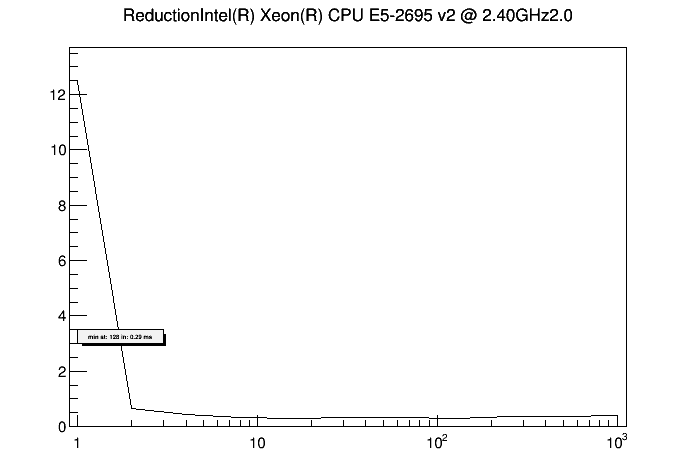 ReductionIntel(R) Xeon(R) CPU E5-2695 v2 @ 2.40GHz2.0
12
10
8
6
4
min at: 128 in: 0.29 ms
2
0
1 10 10² 10³